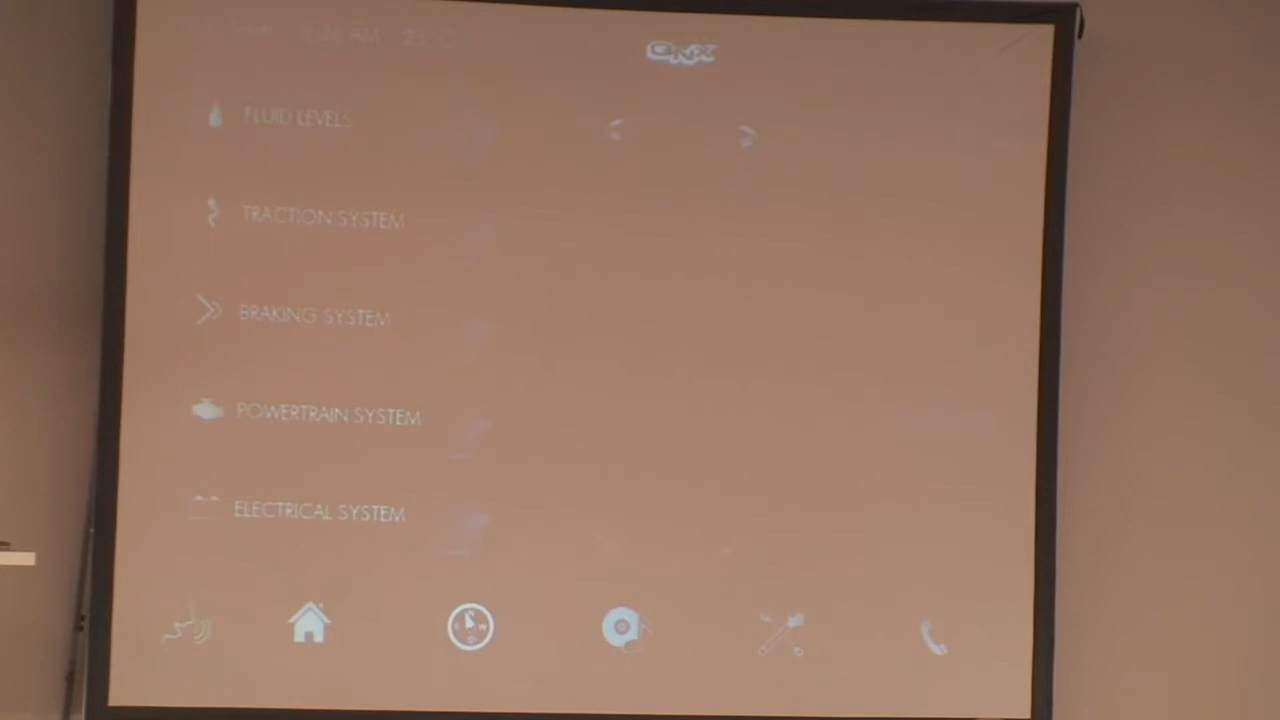 QNX
FLUID LEVELS
TRACTION SYSTEM
BRAKING SYSTEM
POWERTRAIN SYSTEM
ELECTRICAL SYSTEM